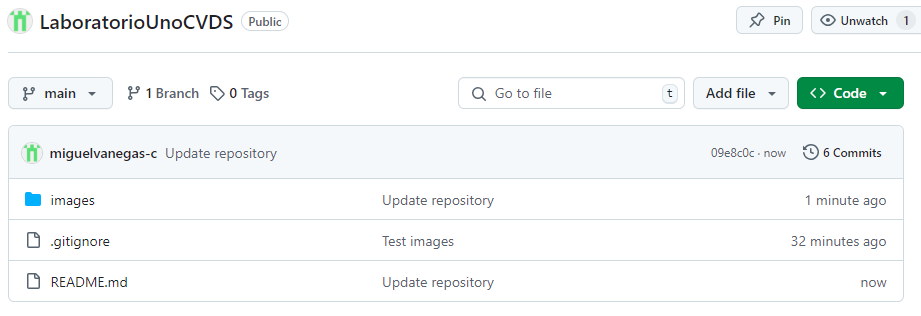 LaboratorioUnoCVDS Public Pin Unwatch 1
main 1 Branch 0 Tags Go to file t Add file Code
miguelvanegas-c Update repository 09e8c0c · now 6 Commits
images Update repository 1 minute ago
.gitignore Test images 32 minutes ago
README.md Update repository now